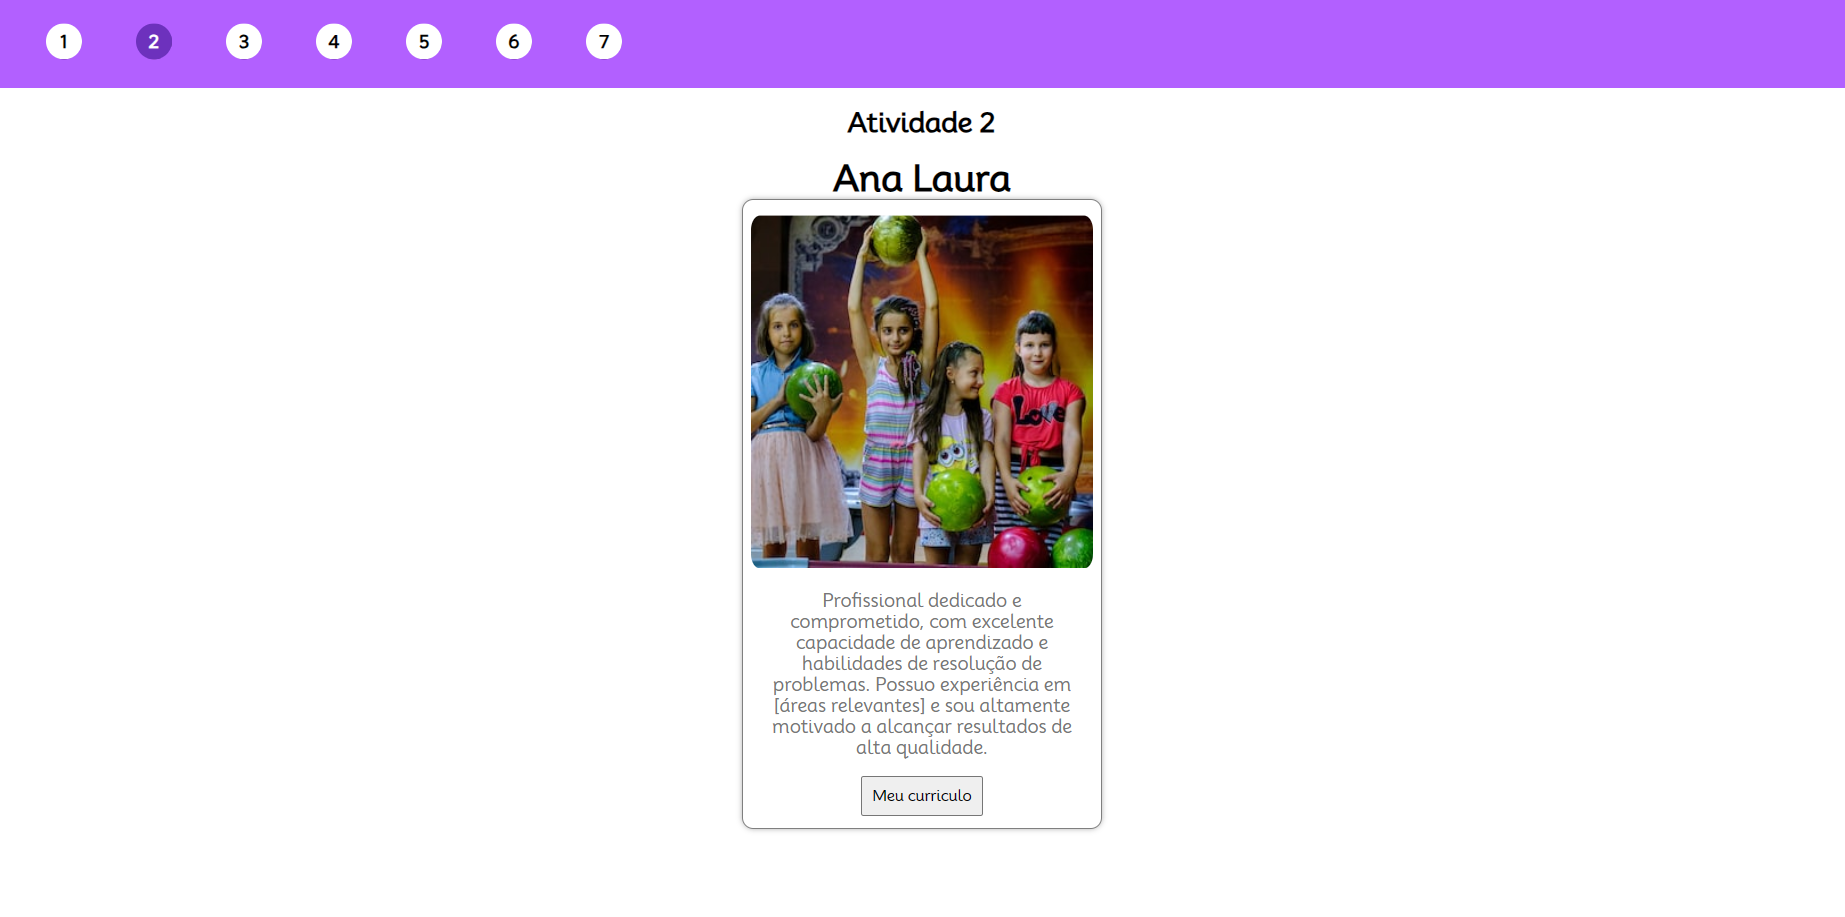 1 2 3 4 5 6 7
Atividade 2
Ana Laura
Love
Profissional dedicado e
comprometido, com excelente
capacidade de aprendizado e
habilidades de resolução de
problemas. Possuo experiência em
[áreas relevantes] e sou altamente
motivado a alcançar resultados de
alta qualidade.
Meu curriculo